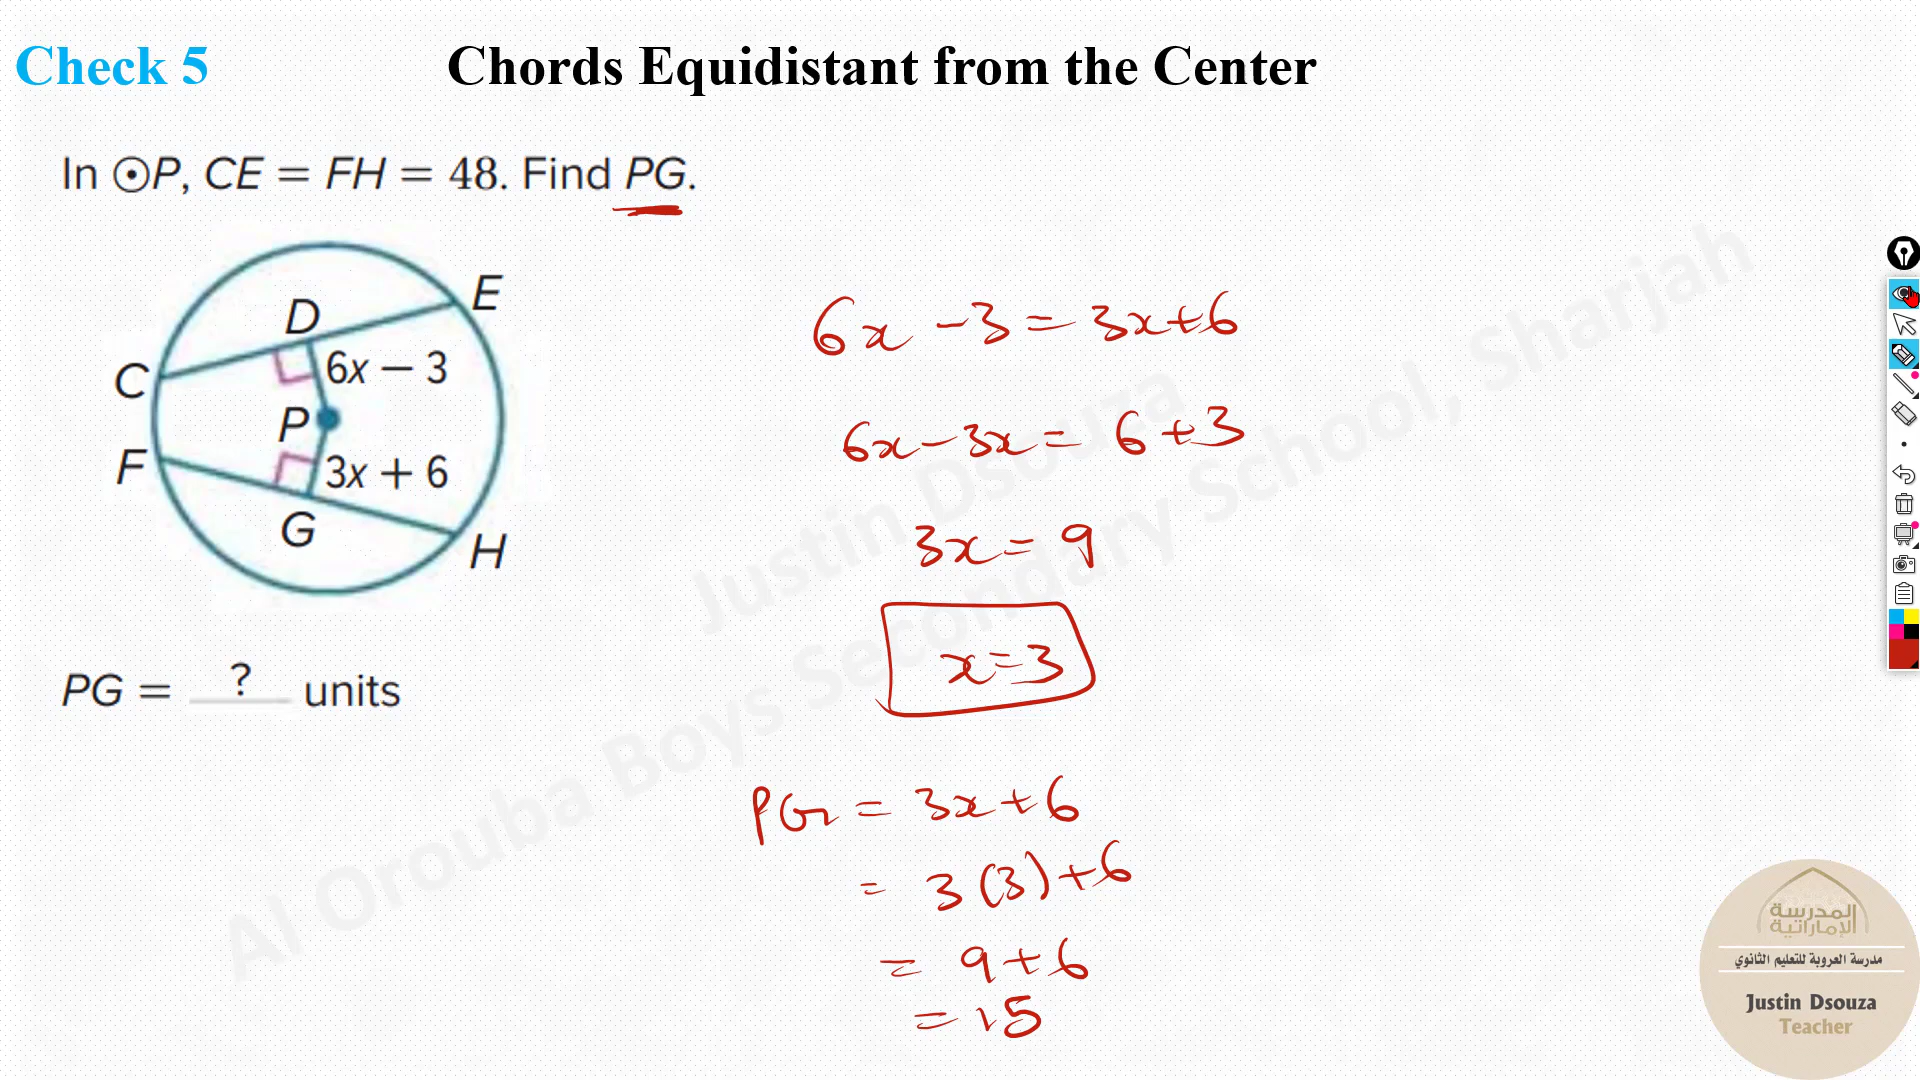 Check 5
Chords Equidistant from the Center
In ⊙P, CE = FH = 48. Find PG.
E
D
C
6x − 3
P
F
3x + 6
G
H
PG = ? units
6x - 3 = 3x + 6
6x - 3x = 6 + 3
3x = 9
x = 3
PG = 3x + 6
= 3(3) + 6
= 9 + 6
= 15
Justin Dsouza
Al Orouba Boys Secondary School, Sharjah
المدرسة
الإماراتية
مدرسة العروبة للتعليم الثانوي
Justin Dsouza
Teacher